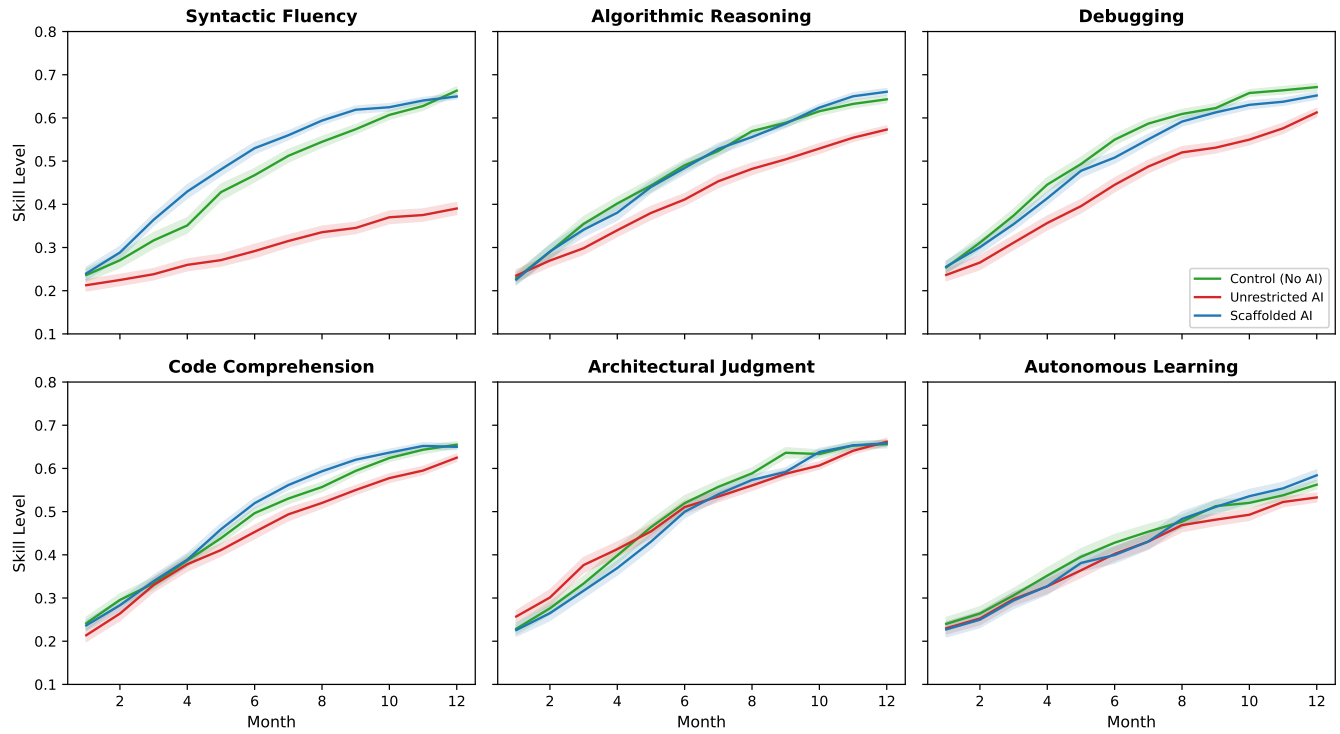 Syntactic Fluency
Algorithmic Reasoning
Debugging
Skill Level
0.8
0.7
0.6
0.5
0.4
0.3
0.2
0.1
Control (No AI)
Unrestricted AI
Scaffolded AI
Code Comprehension
Architectural Judgment
Autonomous Learning
Skill Level
0.8
0.7
0.6
0.5
0.4
0.3
0.2
0.1
2 4 6 8 10 12
2 4 6 8 10 12
2 4 6 8 10 12
Month
Month
Month